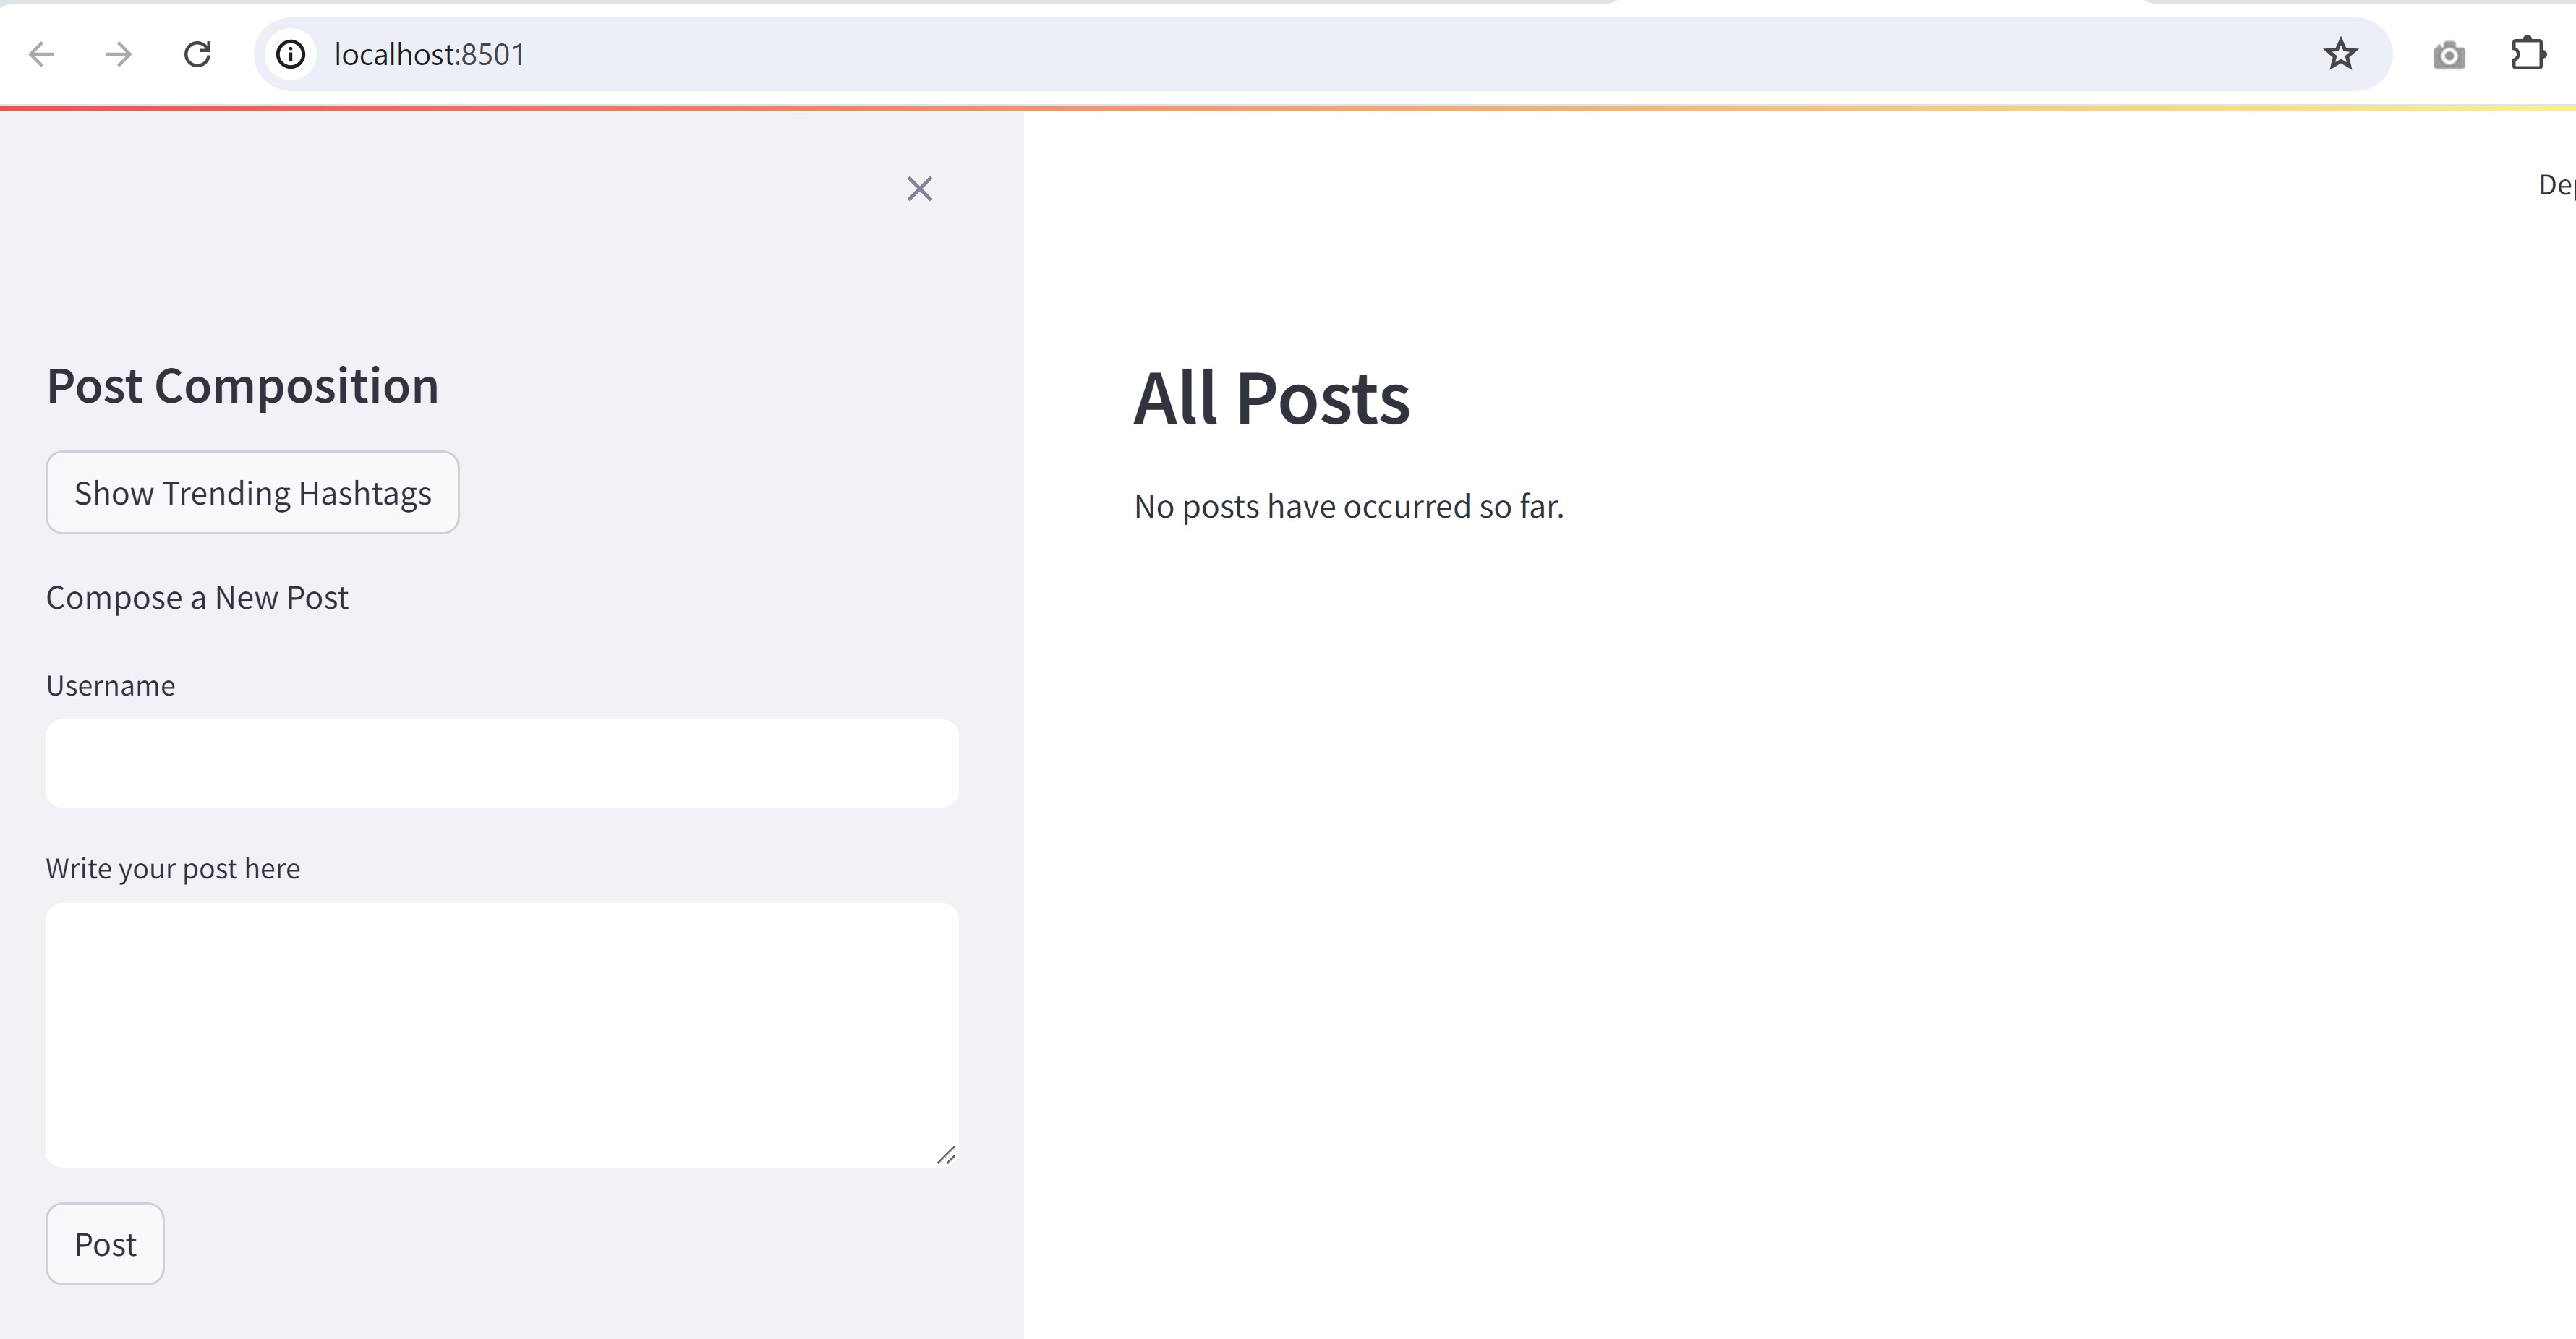 localhost:8501
Dep
Post Composition
Show Trending Hashtags
Compose a New Post
Username
Write your post here
Post
All Posts
No posts have occurred so far.